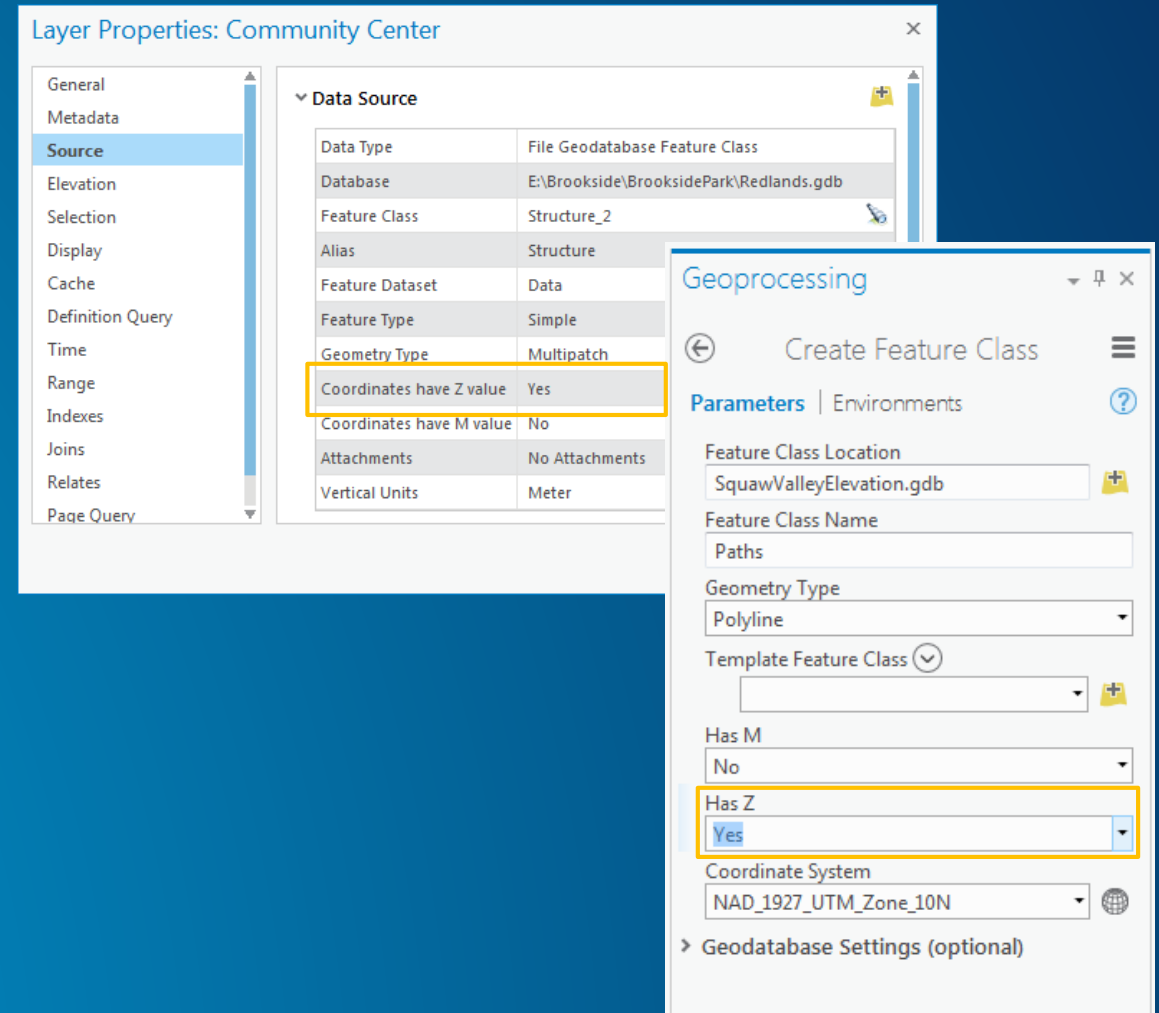 Layer Properties: Community Center
General
Metadata
Source
Elevation
Selection
Display
Cache
Definition Query
Time
Range
Indexes
Joins
Relates
Page Query
Data Source
Data Type File Geodatabase Feature Class
Database E:\Brookside\BrooksidePark\Redlands.gdb
Feature Class Structure_2
Alias Structure
Feature Dataset Data
Feature Type Simple
Geometry Type Multipatch
Coordinates have Z value Yes
Coordinates have M value No
Attachments No Attachments
Vertical Units Meter
Geoprocessing
Create Feature Class
Parameters | Environments
?
Feature Class Location
SquawValleyElevation.gdb
Feature Class Name
Paths
Geometry Type
Polyline
Template Feature Class
Has M
No
Has Z
Yes
Coordinate System
NAD_1927_UTM_Zone_10N
Geodatabase Settings (optional)